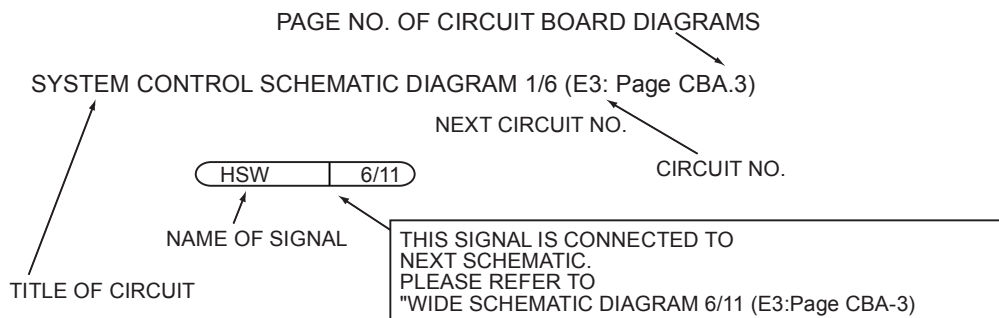 PAGE NO. OF CIRCUIT BOARD DIAGRAMS
SYSTEM CONTROL SCHEMATIC DIAGRAM 1/6 (E3: Page CBA.3)
NEXT CIRCUIT NO.
CIRCUIT NO.
HSW 6/11
NAME OF SIGNAL
THIS SIGNAL IS CONNECTED TO
NEXT SCHEMATIC.
PLEASE REFER TO
"WIDE SCHEMATIC DIAGRAM 6/11 (E3:Page CBA-3)
TITLE OF CIRCUIT